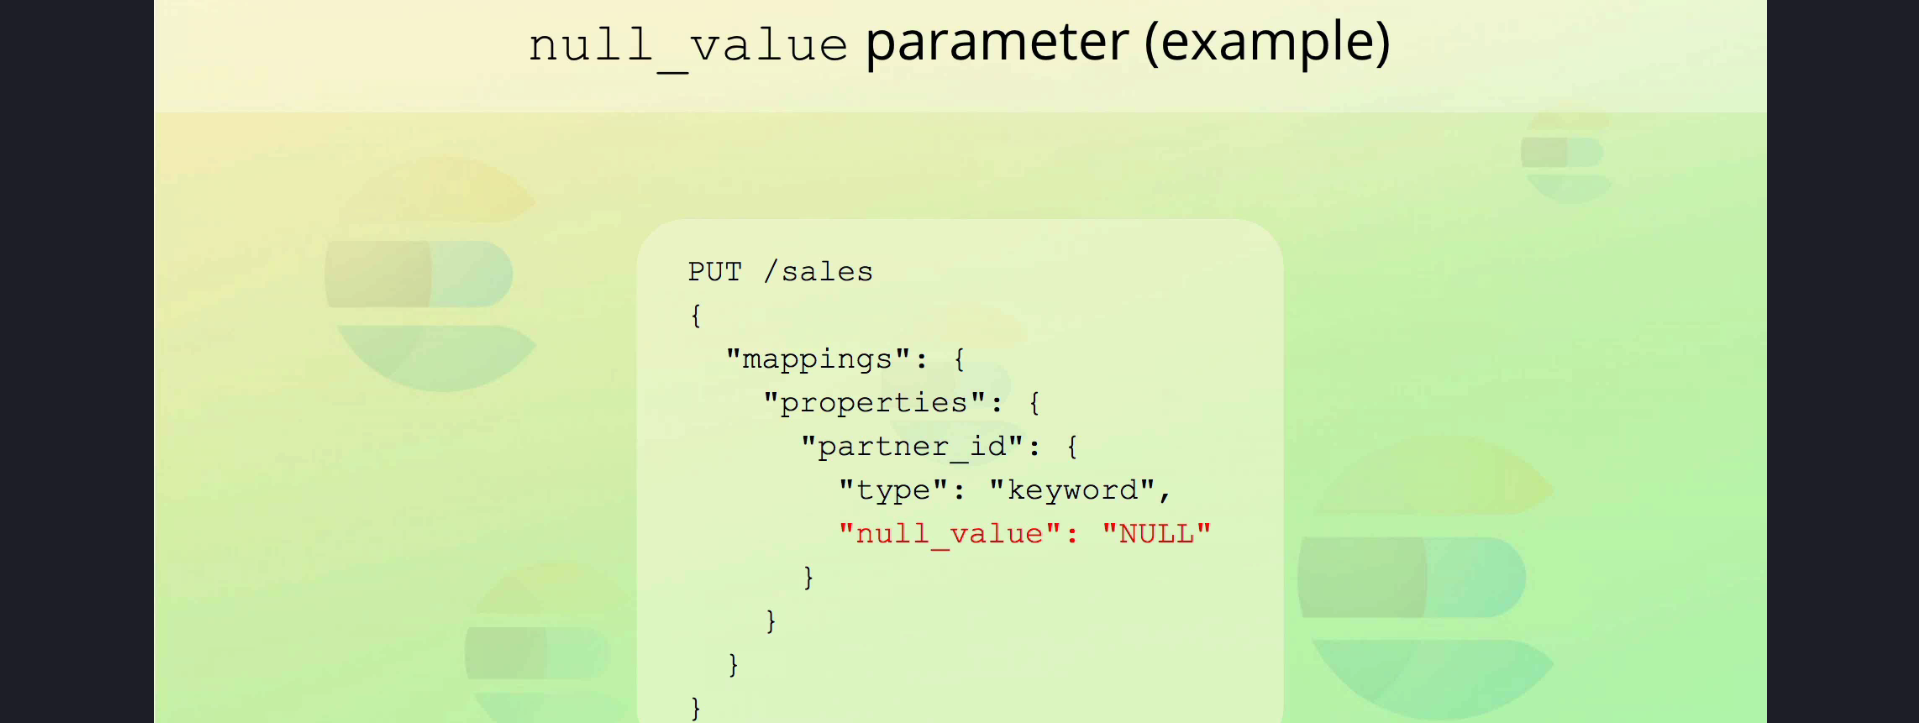 null_value parameter (example)
PUT /sales
{
"mappings": {
"properties": {
"partner_id": {
"type": "keyword",
"null_value": "NULL"
}
}
}
}